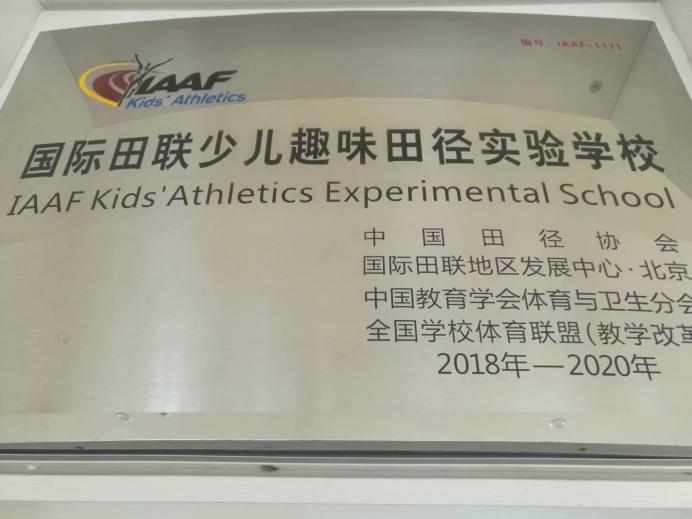 编号：IAAF-1171
IAAF
Kids' Athletics
国际田联少儿趣味田径实验学校
IAAF Kids'Athletics Experimental School
中国田径协会
国际田联地区发展中心·北京
中国教育学会体育与卫生分会
全国学校体育联盟(教学改革
2018年—2020年